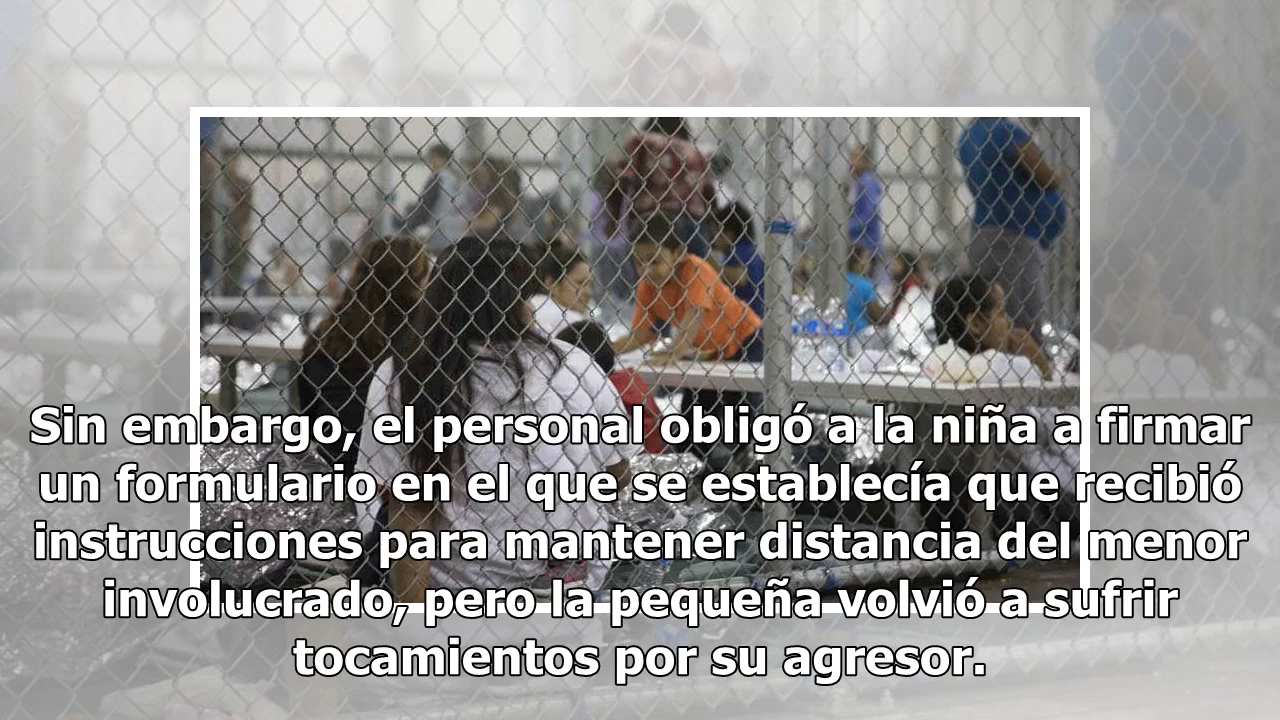 Sin embargo, el personal obligó a la niña a firmar
un formulario en el que se establecía que recibió
instrucciones para mantener distancia del menor
involucrado, pero la pequeña volvió a sufrir
tocamientos por su agresor.